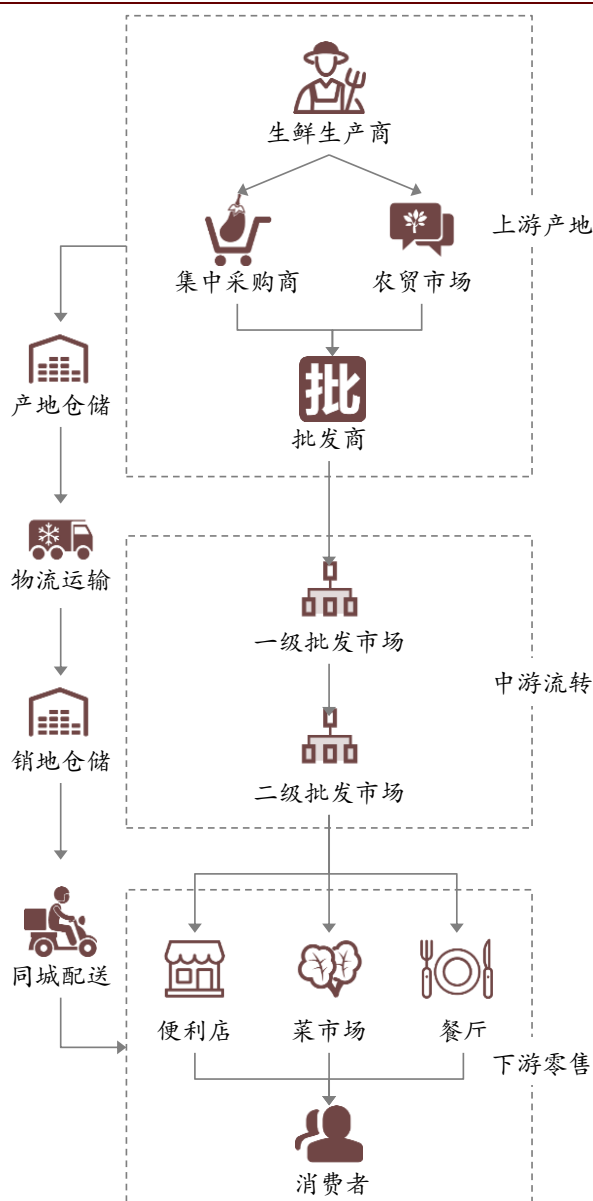 生鲜生产商
上游产地
集中采购商
农贸市场
批
批发商
产地仓储
物流运输
一级批发市场
中游流转
二级批发市场
销地仓储
同城配送
便利店
菜市场
餐厅
下游零售
消费者